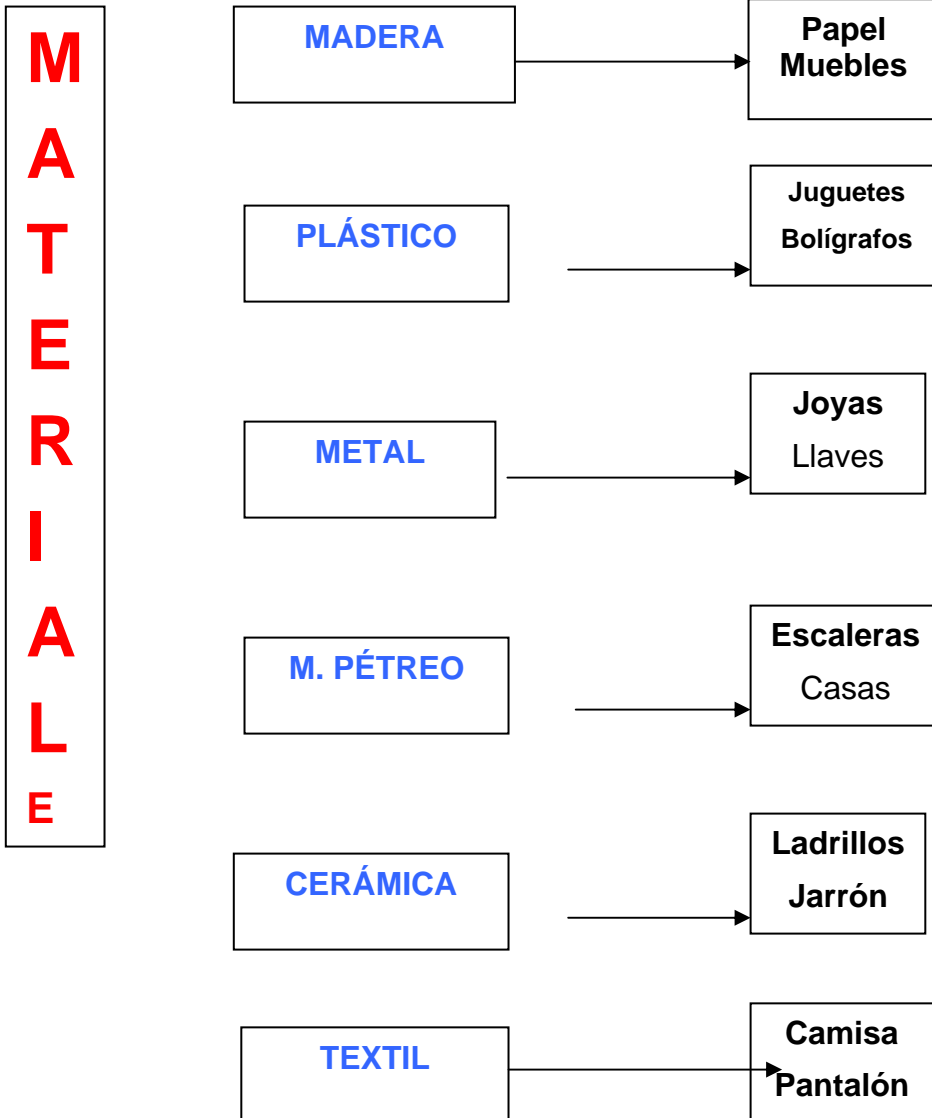 M
A
T
E
R
I
A
L
E
MADERA
Papel
Muebles
PLÁSTICO
Juguetes
Bolígrafos
METAL
Joyas
Llaves
M. PÉTREO
Escaleras
Casas
CERÁMICA
Ladrillos
Jarrón
TEXTIL
Camisa
Pantalón